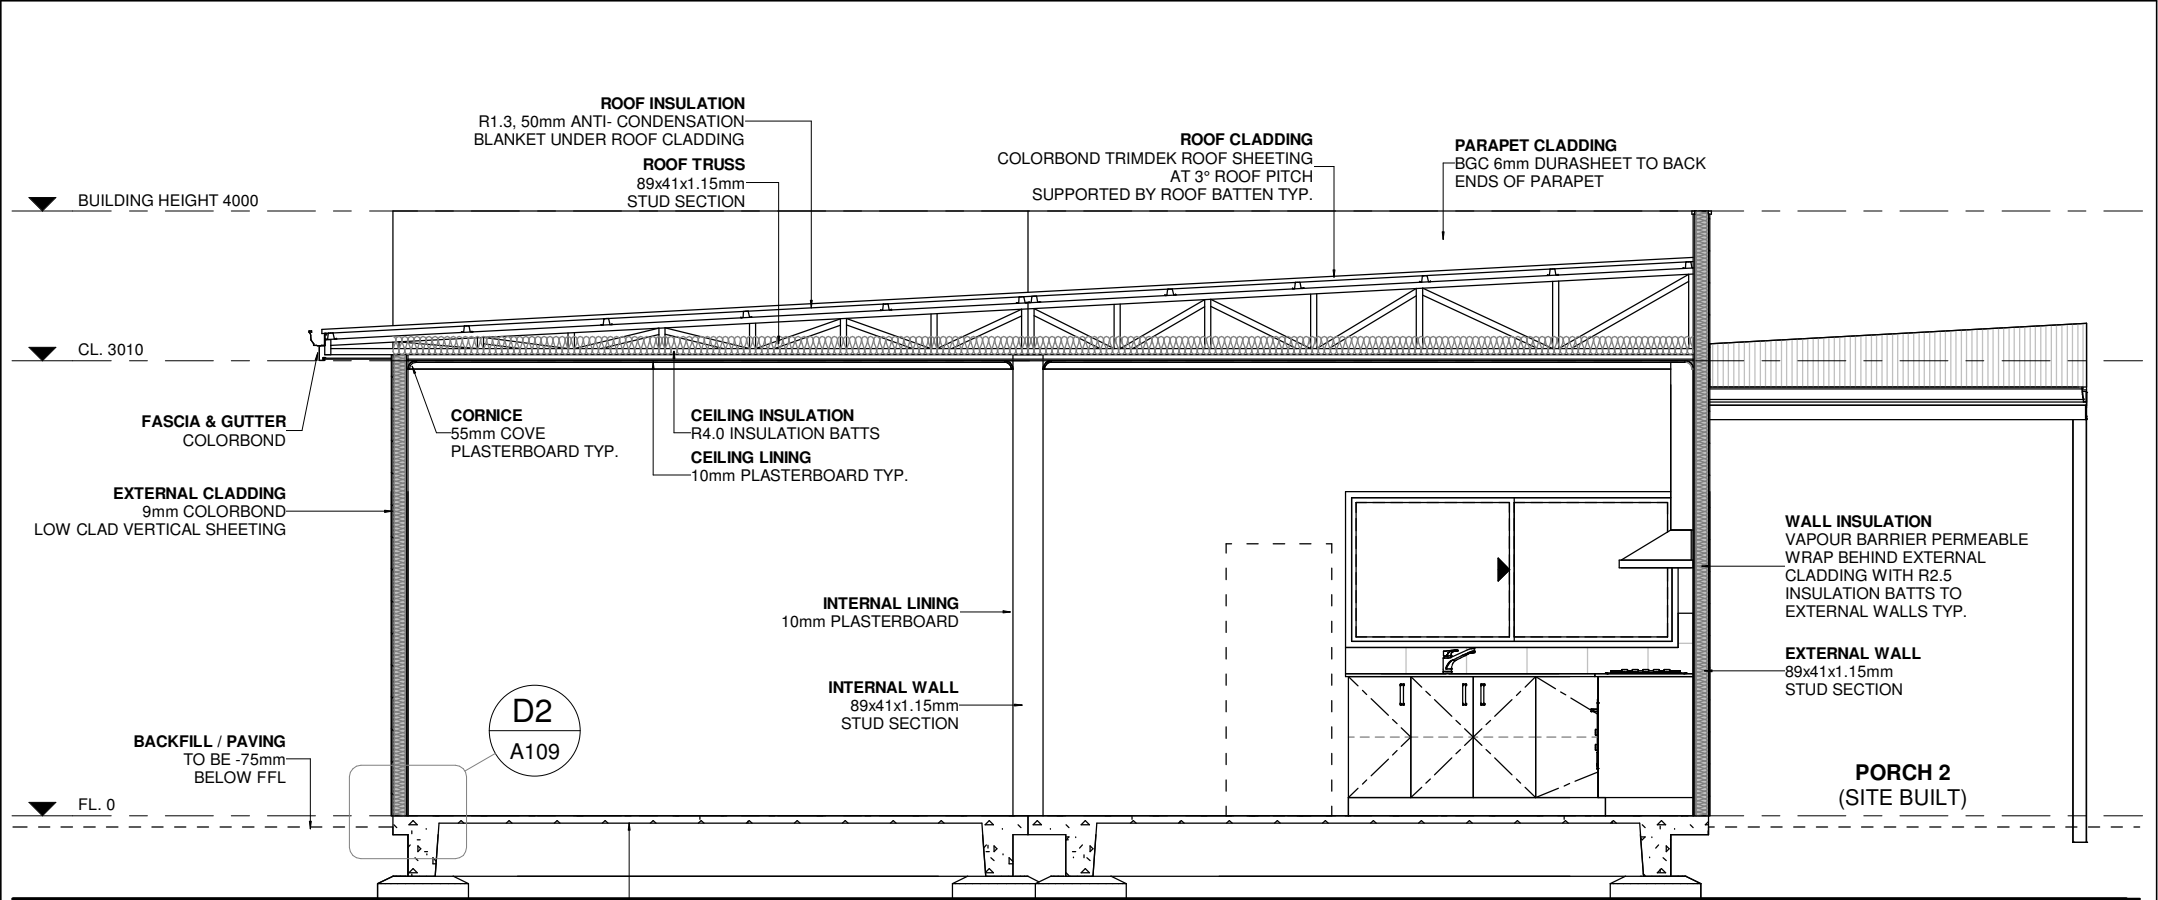 ROOF INSULATION
R1.3, 50mm ANTI- CONDENSATION
BLANKET UNDER ROOF CLADDING
ROOF TRUSS
89x41x1.15mm
STUD SECTION
ROOF CLADDING
COLORBOND TRIMDEK ROOF SHEETING
AT 3° ROOF PITCH
SUPPORTED BY ROOF BATTEN TYP.
PARAPET CLADDING
BGC 6mm DURASHEET TO BACK
ENDS OF PARAPET
BUILDING HEIGHT 4000
CL. 3010
FASCIA & GUTTER
COLORBOND
CORNICE
55mm COVE
PLASTERBOARD TYP.
CEILING INSULATION
R4.0 INSULATION BATTS
CEILING LINING
10mm PLASTERBOARD TYP.
EXTERNAL CLADDING
9mm COLORBOND
LOW CLAD VERTICAL SHEETING
WALL INSULATION
VAPOUR BARRIER PERMEABLE
WRAP BEHIND EXTERNAL
CLADDING WITH R2.5
INSULATION BATTS TO
EXTERNAL WALLS TYP.
INTERNAL LINING
10mm PLASTERBOARD
EXTERNAL WALL
89x41x1.15mm
STUD SECTION
INTERNAL WALL
89x41x1.15mm
STUD SECTION
D2
A109
BACKFILL / PAVING
TO BE -75mm
BELOW FFL
PORCH 2
(SITE BUILT)
FL. 0